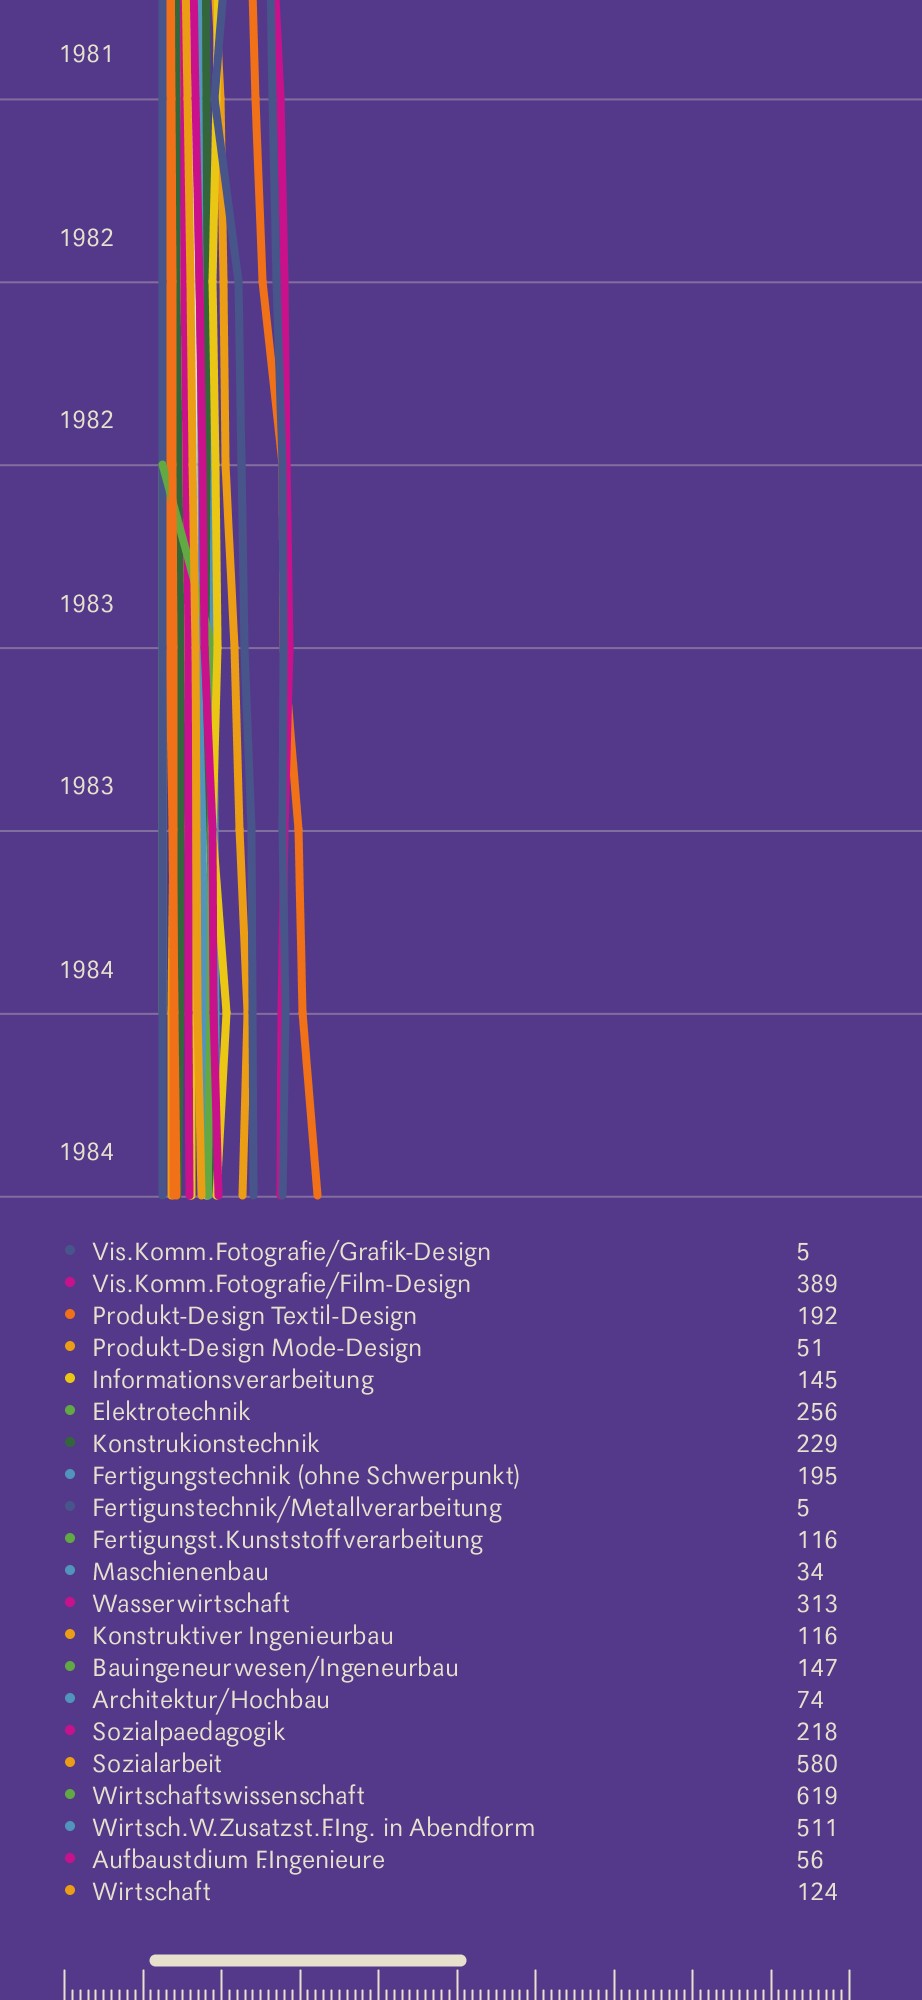 1981
1982
1982
1983
1983
1984
1984
Vis.Komm.Fotografie/Grafik-Design 5
Vis.Komm.Fotografie/Film-Design 389
Produkt-Design Textil-Design 192
Produkt-Design Mode-Design 51
Informationsverarbeitung 145
Elektrotechnik 256
Konstrukionstechnik 229
Fertigungstechnik (ohne Schwerpunkt) 195
Fertigunstechnik/Metallverarbeitung 5
Fertigungst.Kunststoffverarbeitung 116
Maschienenbau 34
Wasserwirtschaft 313
Konstruktiver Ingenieurbau 116
Bauingeneurwesen/Ingeneurbau 147
Architektur/Hochbau 74
Sozialpaedagogik 218
Sozialarbeit 580
Wirtschaftswissenschaft 619
Wirtsch.W.Zusatzst.F.Ing. in Abendform 511
Aufbaustdium F.Ingenieure 56
Wirtschaft 124